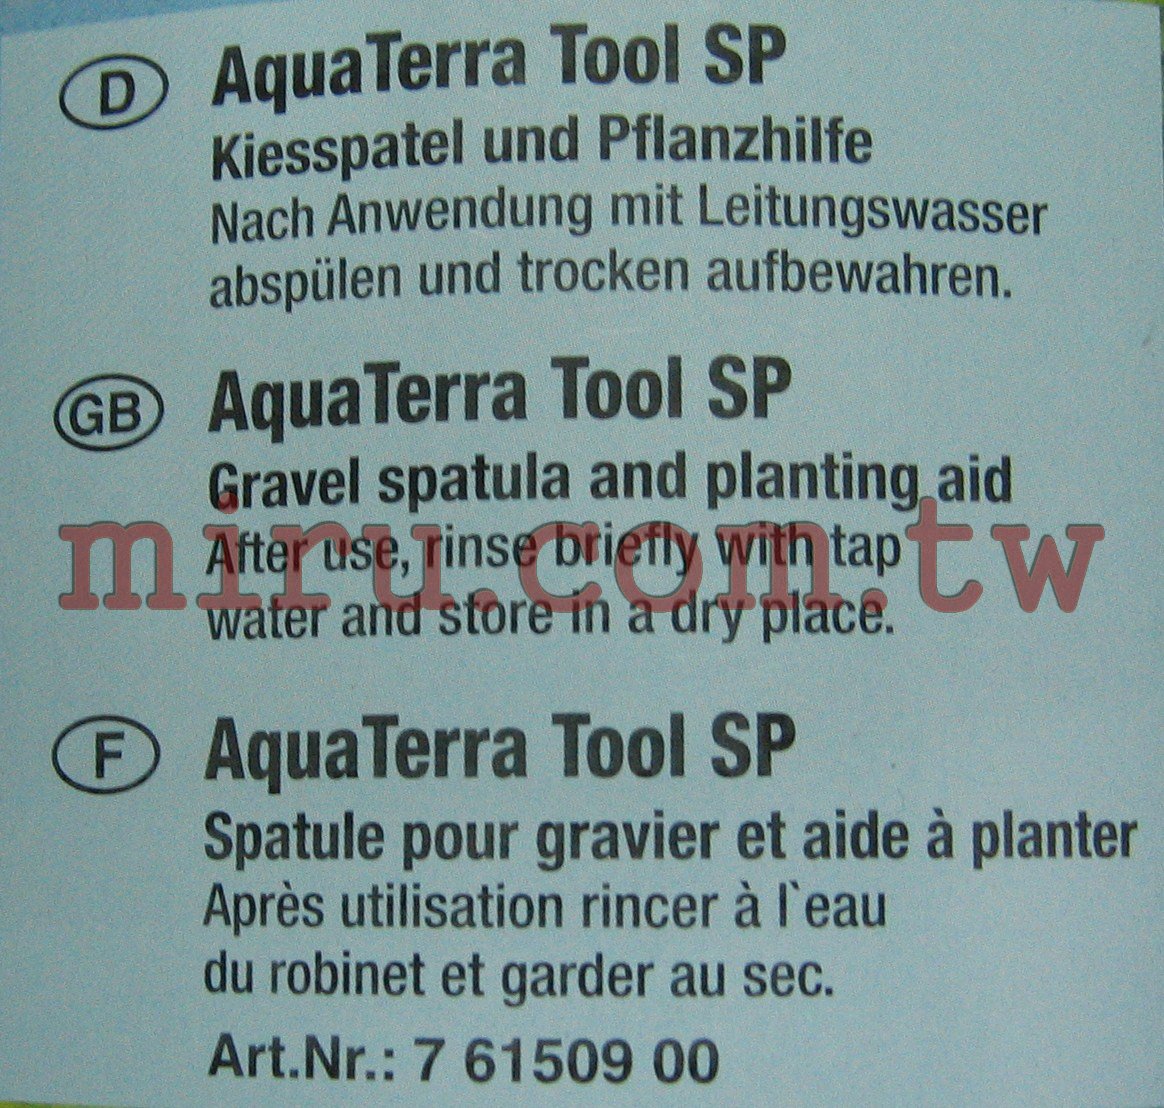 D
AquaTerra Tool SP
Kiesspatel und Pflanzhilfe
Nach Anwendung mit Leitungswasser
abspülen und trocken aufbewahren.
GB
AquaTerra Tool SP
Gravel spatula and planting aid
After use, rinse briefly with tap
water and store in a dry place.
miru.com.tw
F
AquaTerra Tool SP
Spatule pour gravier et aide à planter
Après utilisation rincer à l`eau
du robinet et garder au sec.
Art.Nr.: 7 61509 00